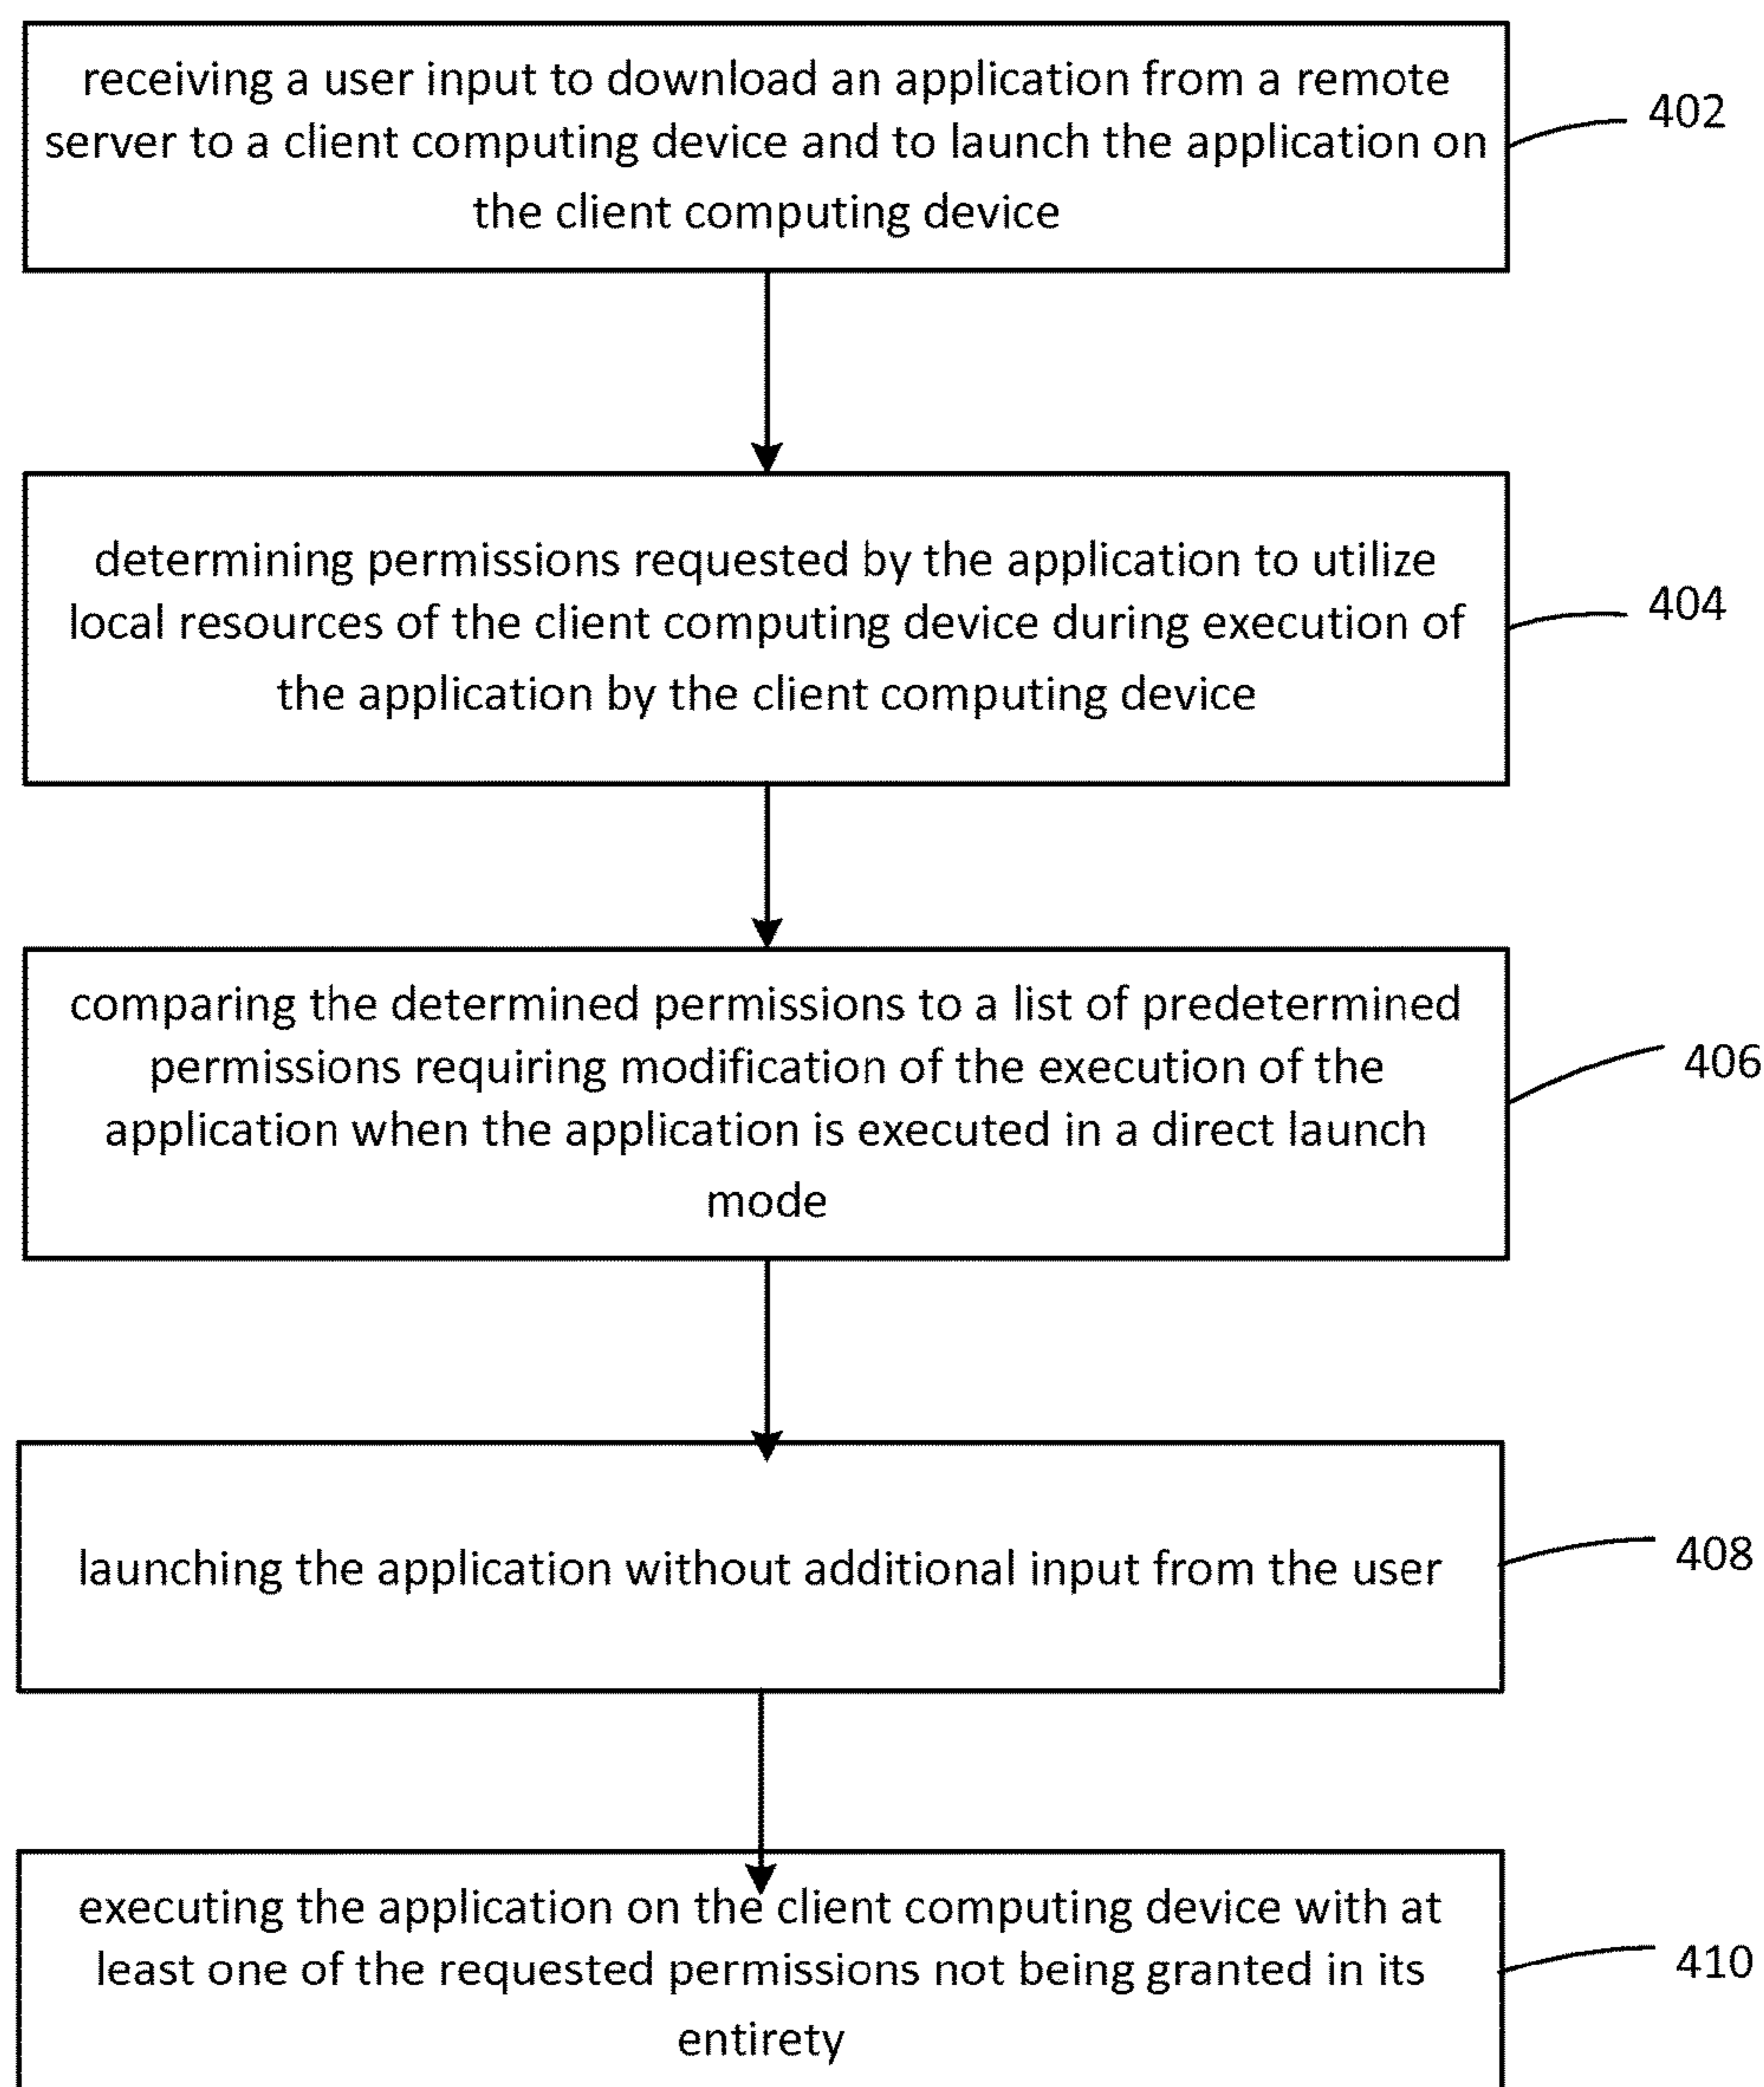 receiving a user input to download an application from a remote
server to a client computing device and to launch the application on
the client computing device
402
determining permissions requested by the application to utilize
local resources of the client computing device during execution of
the application by the client computing device
404
comparing the determined permissions to a list of predetermined
permissions requiring modification of the execution of the
application when the application is executed in a direct launch
mode
406
launching the application without additional input from the user
408
executing the application on the client computing device with at
least one of the requested permissions not being granted in its
entirety
410